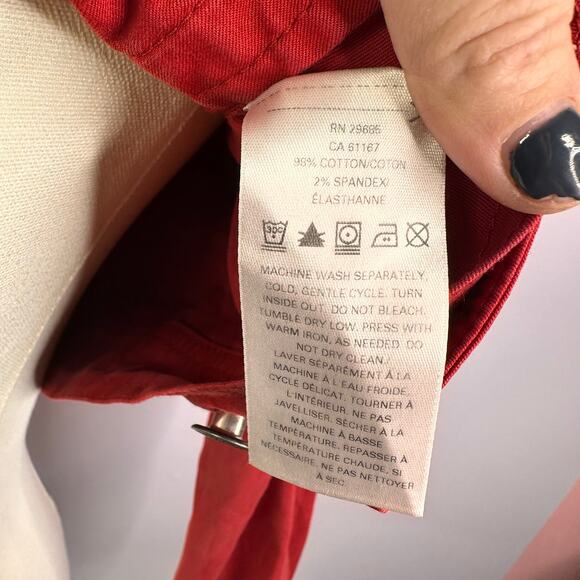 RN 29685
CA 61167
98% COTTON/COTON
2% SPANDEX/
ÉLASTHANNE
30C
MACHINE WASH SEPARATELY,
COLD, GENTLE CYCLE. TURN
INSIDE OUT. DO NOT BLEACH.
TUMBLE DRY LOW. PRESS WITH
WARM IRON, AS NEEDED. DO
NOT DRY CLEAN./
LAVER SÉPARÉMENT À LA
MACHINE À L'EAU FROIDE,
CYCLE DÉLICAT. TOURNER À
L'INTÉRIEUR. NE PAS
JAVELLISER. SÉCHER À LA
MACHINE À BASSE
TEMPÉRATURE. REPASSER À
TEMPÉRATURE CHAUDE, SI
NÉCESSAIRE. NE PAS NETTOYER
À SEC.